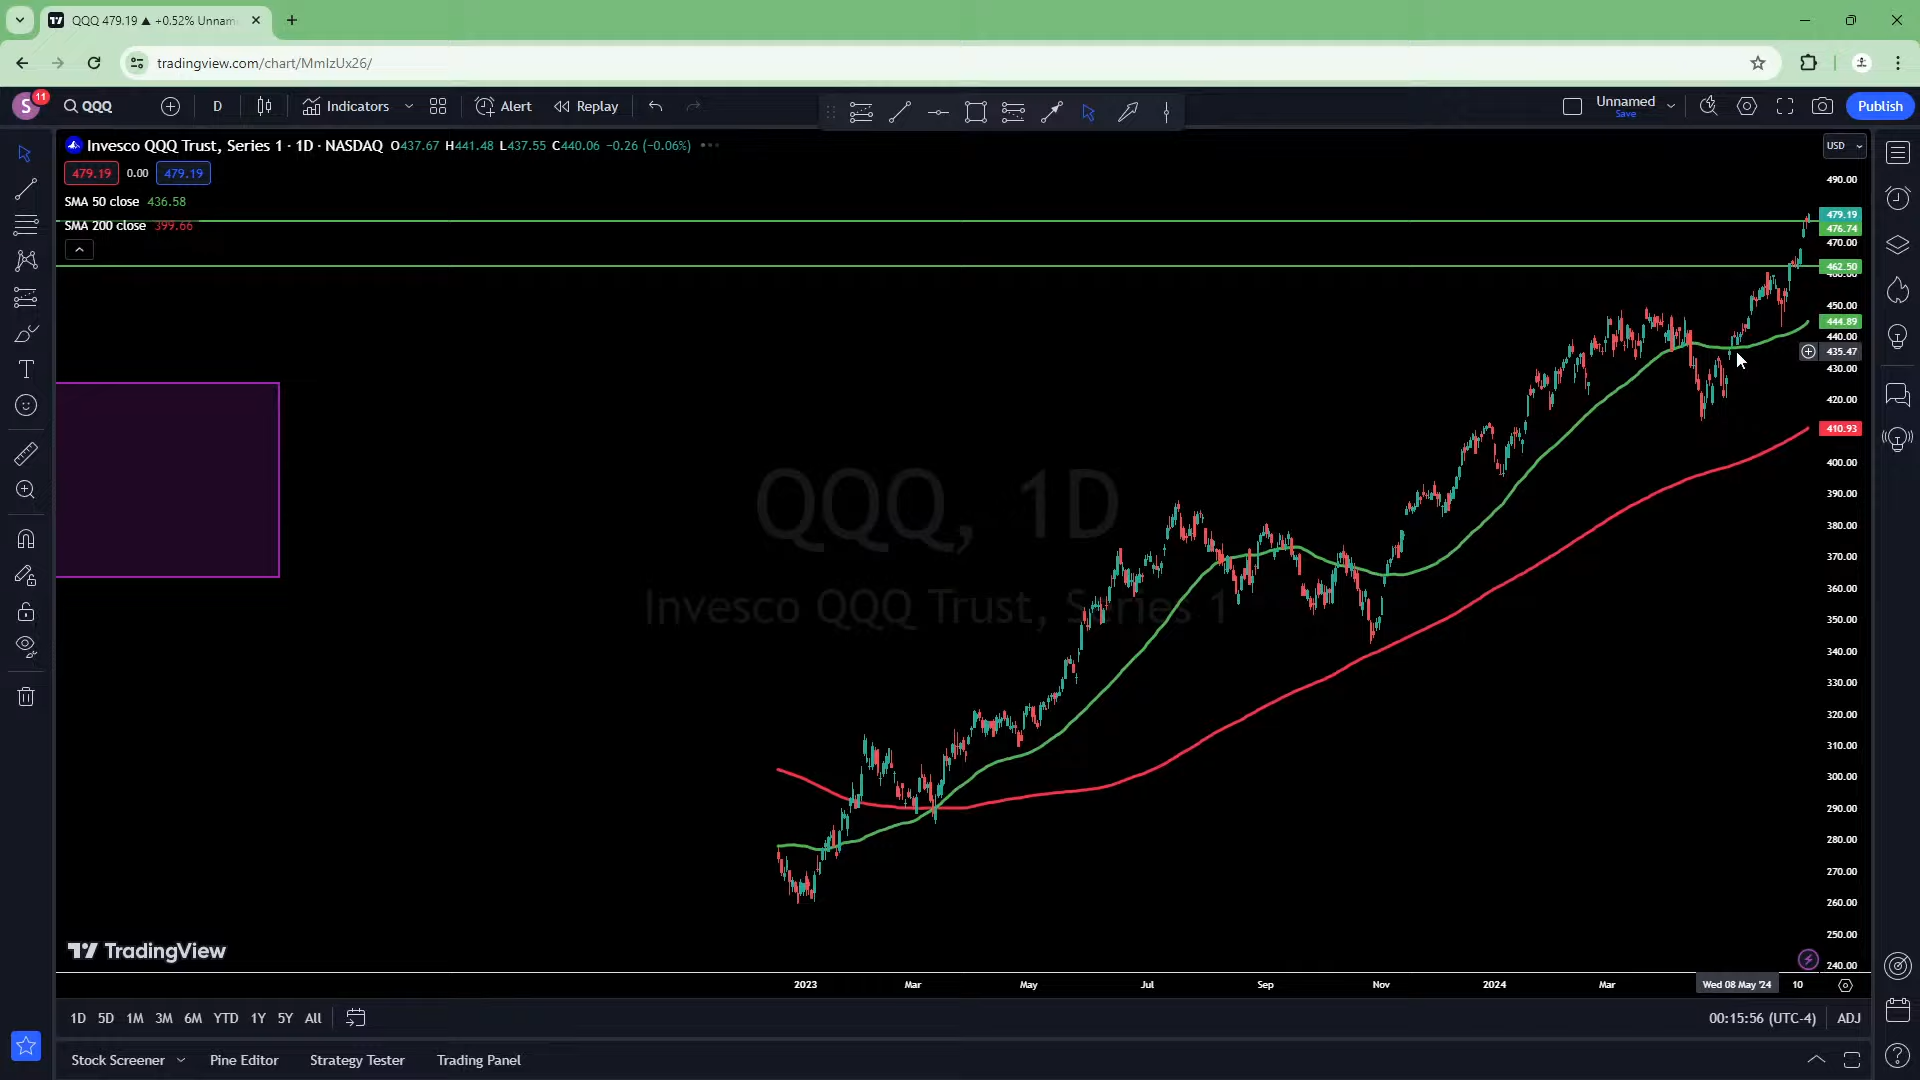 QQQ 479.19 ▲ +0.52% Unnam
tradingview.com/chart/MmIzUx26/
S 11 QQQ D Indicators Alert Replay Unnamed Save Publish
Invesco QQQ Trust, Series 1 · 1D · NASDAQ O437.67 H441.48 L437.55 C440.06 −0.26 (−0.06%) USD
479.19 0.00 479.19
SMA 50 close 436.58
SMA 200 close 399.66
490.00
479.19
476.74
470.00
462.50
460.00
450.00
444.89
440.00
435.47
430.00
420.00
410.93
400.00
390.00
380.00
370.00
360.00
350.00
340.00
330.00
320.00
310.00
300.00
290.00
280.00
270.00
260.00
250.00
240.00
QQQ, 1D
Invesco QQQ Trust, Series 1
TradingView
2023 Mar May Jul Sep Nov 2024 Mar Wed 08 May '24 10
1D 5D 1M 3M 6M YTD 1Y 5Y All 00:15:56 (UTC-4) ADJ
Stock Screener Pine Editor Strategy Tester Trading Panel